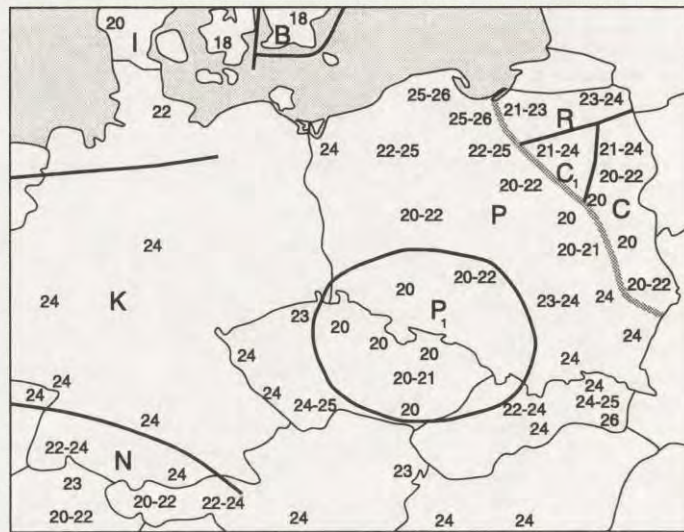 20 18 18
I B
25-26 21-23 23-24
22 25-26 R
24 22-25 22-25 21-24 21-24
20-22 C1 20-22
20
20-22 P 20 C
24 20-21 20
20 20-22 20-22
24 K P1 23-24 24
23 20 20 20 24
24 20-21 24
24 24 24 24
24 24-25 20 22-24 24-25
24 24 26
22-24 N 24
23 23
20-22 22-24
20-22 24 24 24